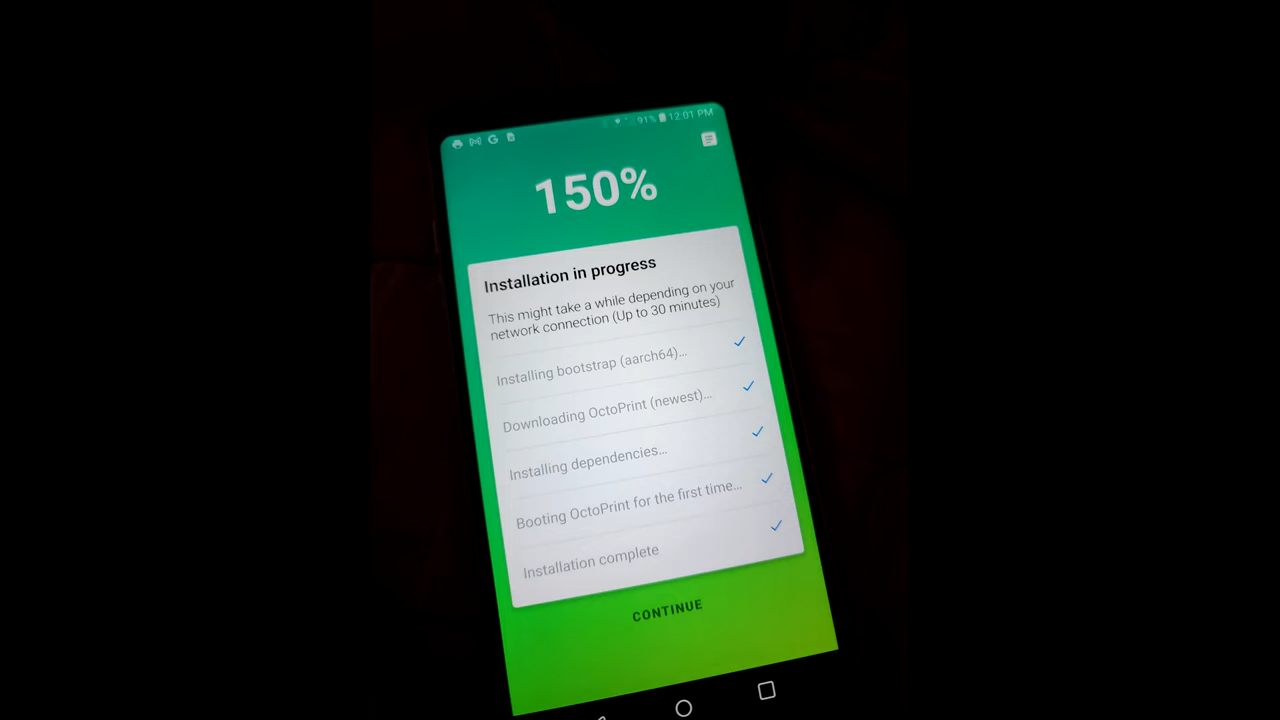 91% 12:01 PM
150%
Installation in progress
This might take a while depending on your
network connection (Up to 30 minutes)
Installing bootstrap (aarch64)...
Downloading OctoPrint (newest)...
Installing dependencies...
Booting OctoPrint for the first time...
Installation complete
CONTINUE